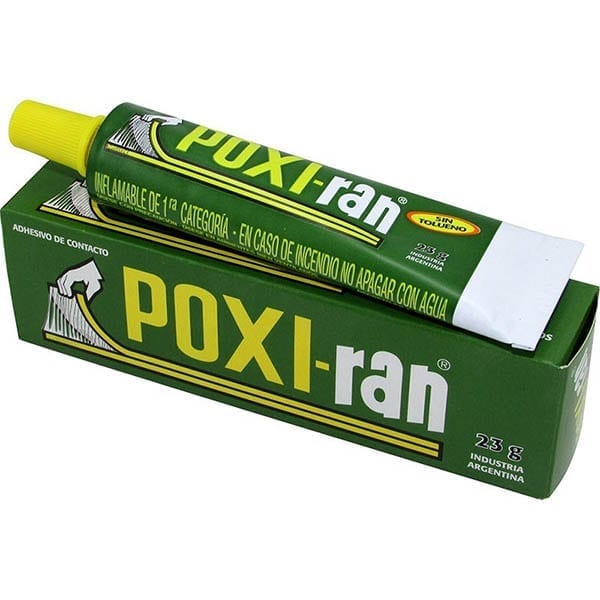 POXI-ran®
INFLAMABLE DE 1ra CATEGORÍA - EN CASO DE INCENDIO NO APAGAR CON AGUA
SIN
TOLUENO
23 g
INDUSTRIA
ARGENTINA
ADHESIVO DE CONTACTO
POXI-ran®
23 g
INDUSTRIA
ARGENTINA